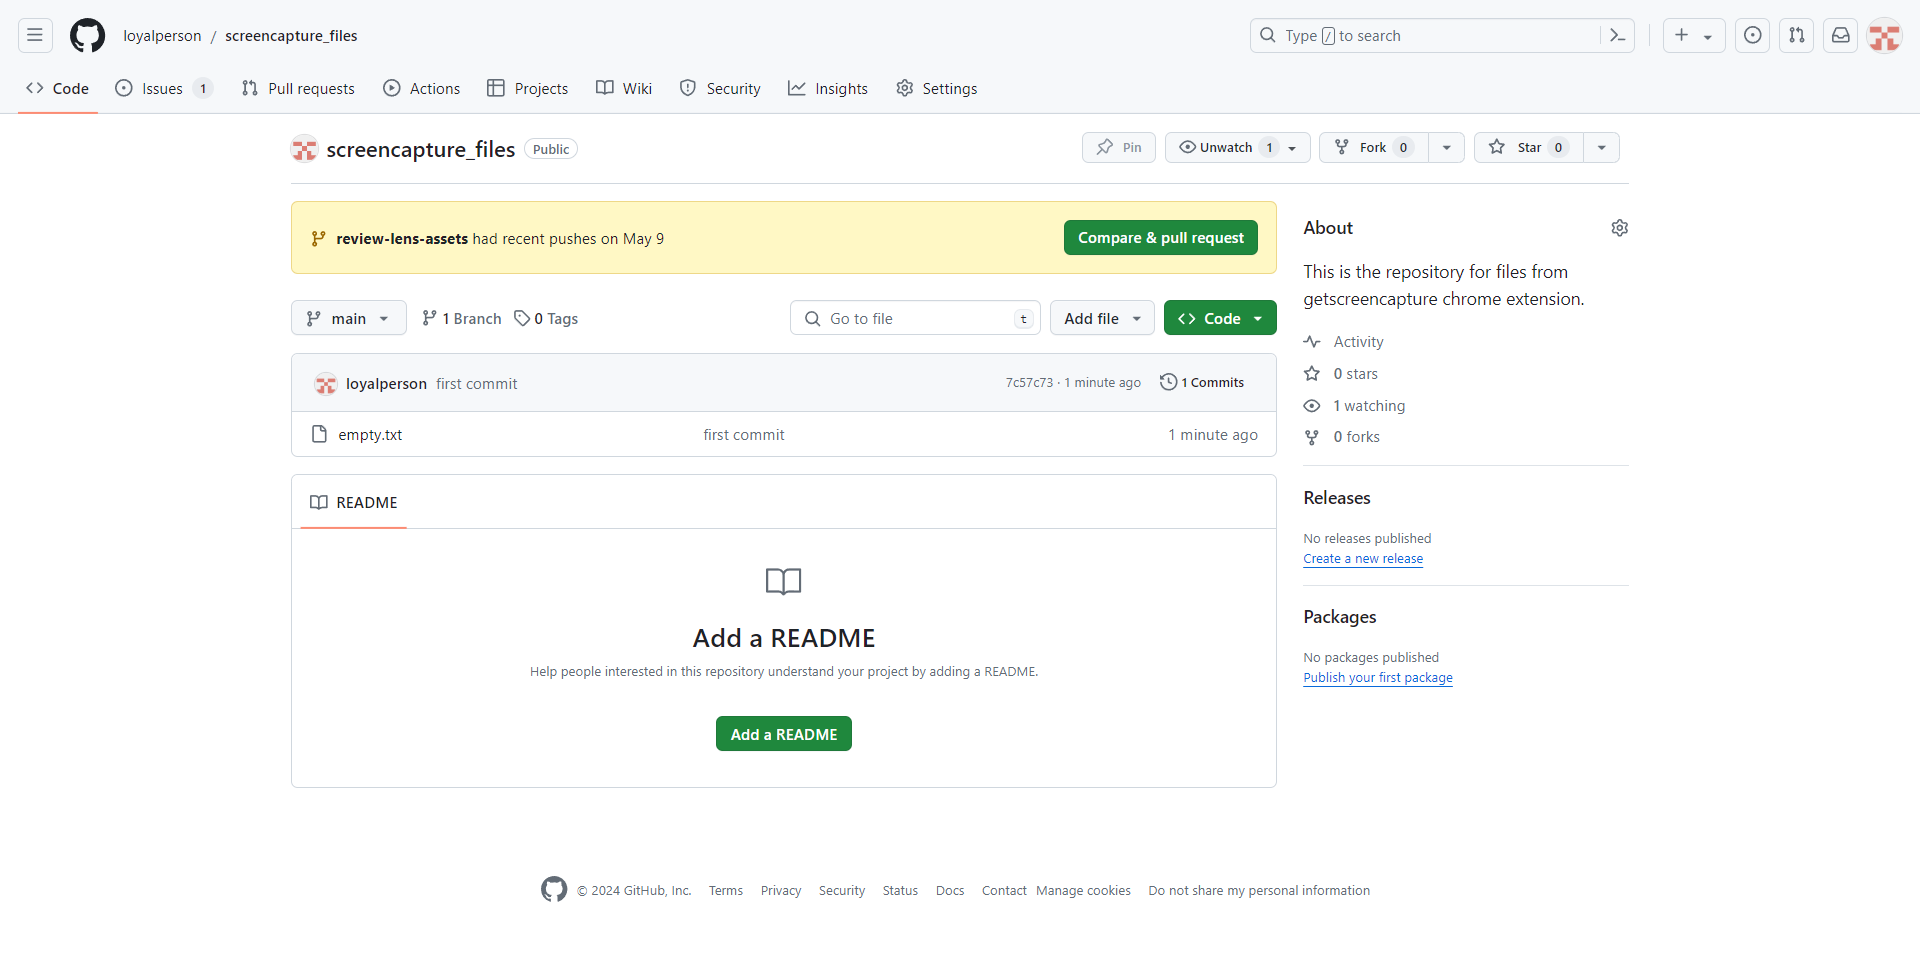 loyalperson / screencapture_files
Type / to search
Code
Issues 1
Pull requests
Actions
Projects
Wiki
Security
Insights
Settings
screencapture_files Public
Pin
Unwatch 1
Fork 0
Star 0
review-lens-assets had recent pushes on May 9
Compare & pull request
main
1 Branch
0 Tags
Go to file t
Add file
Code
loyalperson first commit
7c57c73 · 1 minute ago
1 Commits
empty.txt first commit 1 minute ago
README
Add a README
Help people interested in this repository understand your project by adding a README.
Add a README
About
This is the repository for files from
getscreencapture chrome extension.
Activity
0 stars
1 watching
0 forks
Releases
No releases published
Create a new release
Packages
No packages published
Publish your first package
© 2024 GitHub, Inc. Terms Privacy Security Status Docs Contact Manage cookies Do not share my personal information